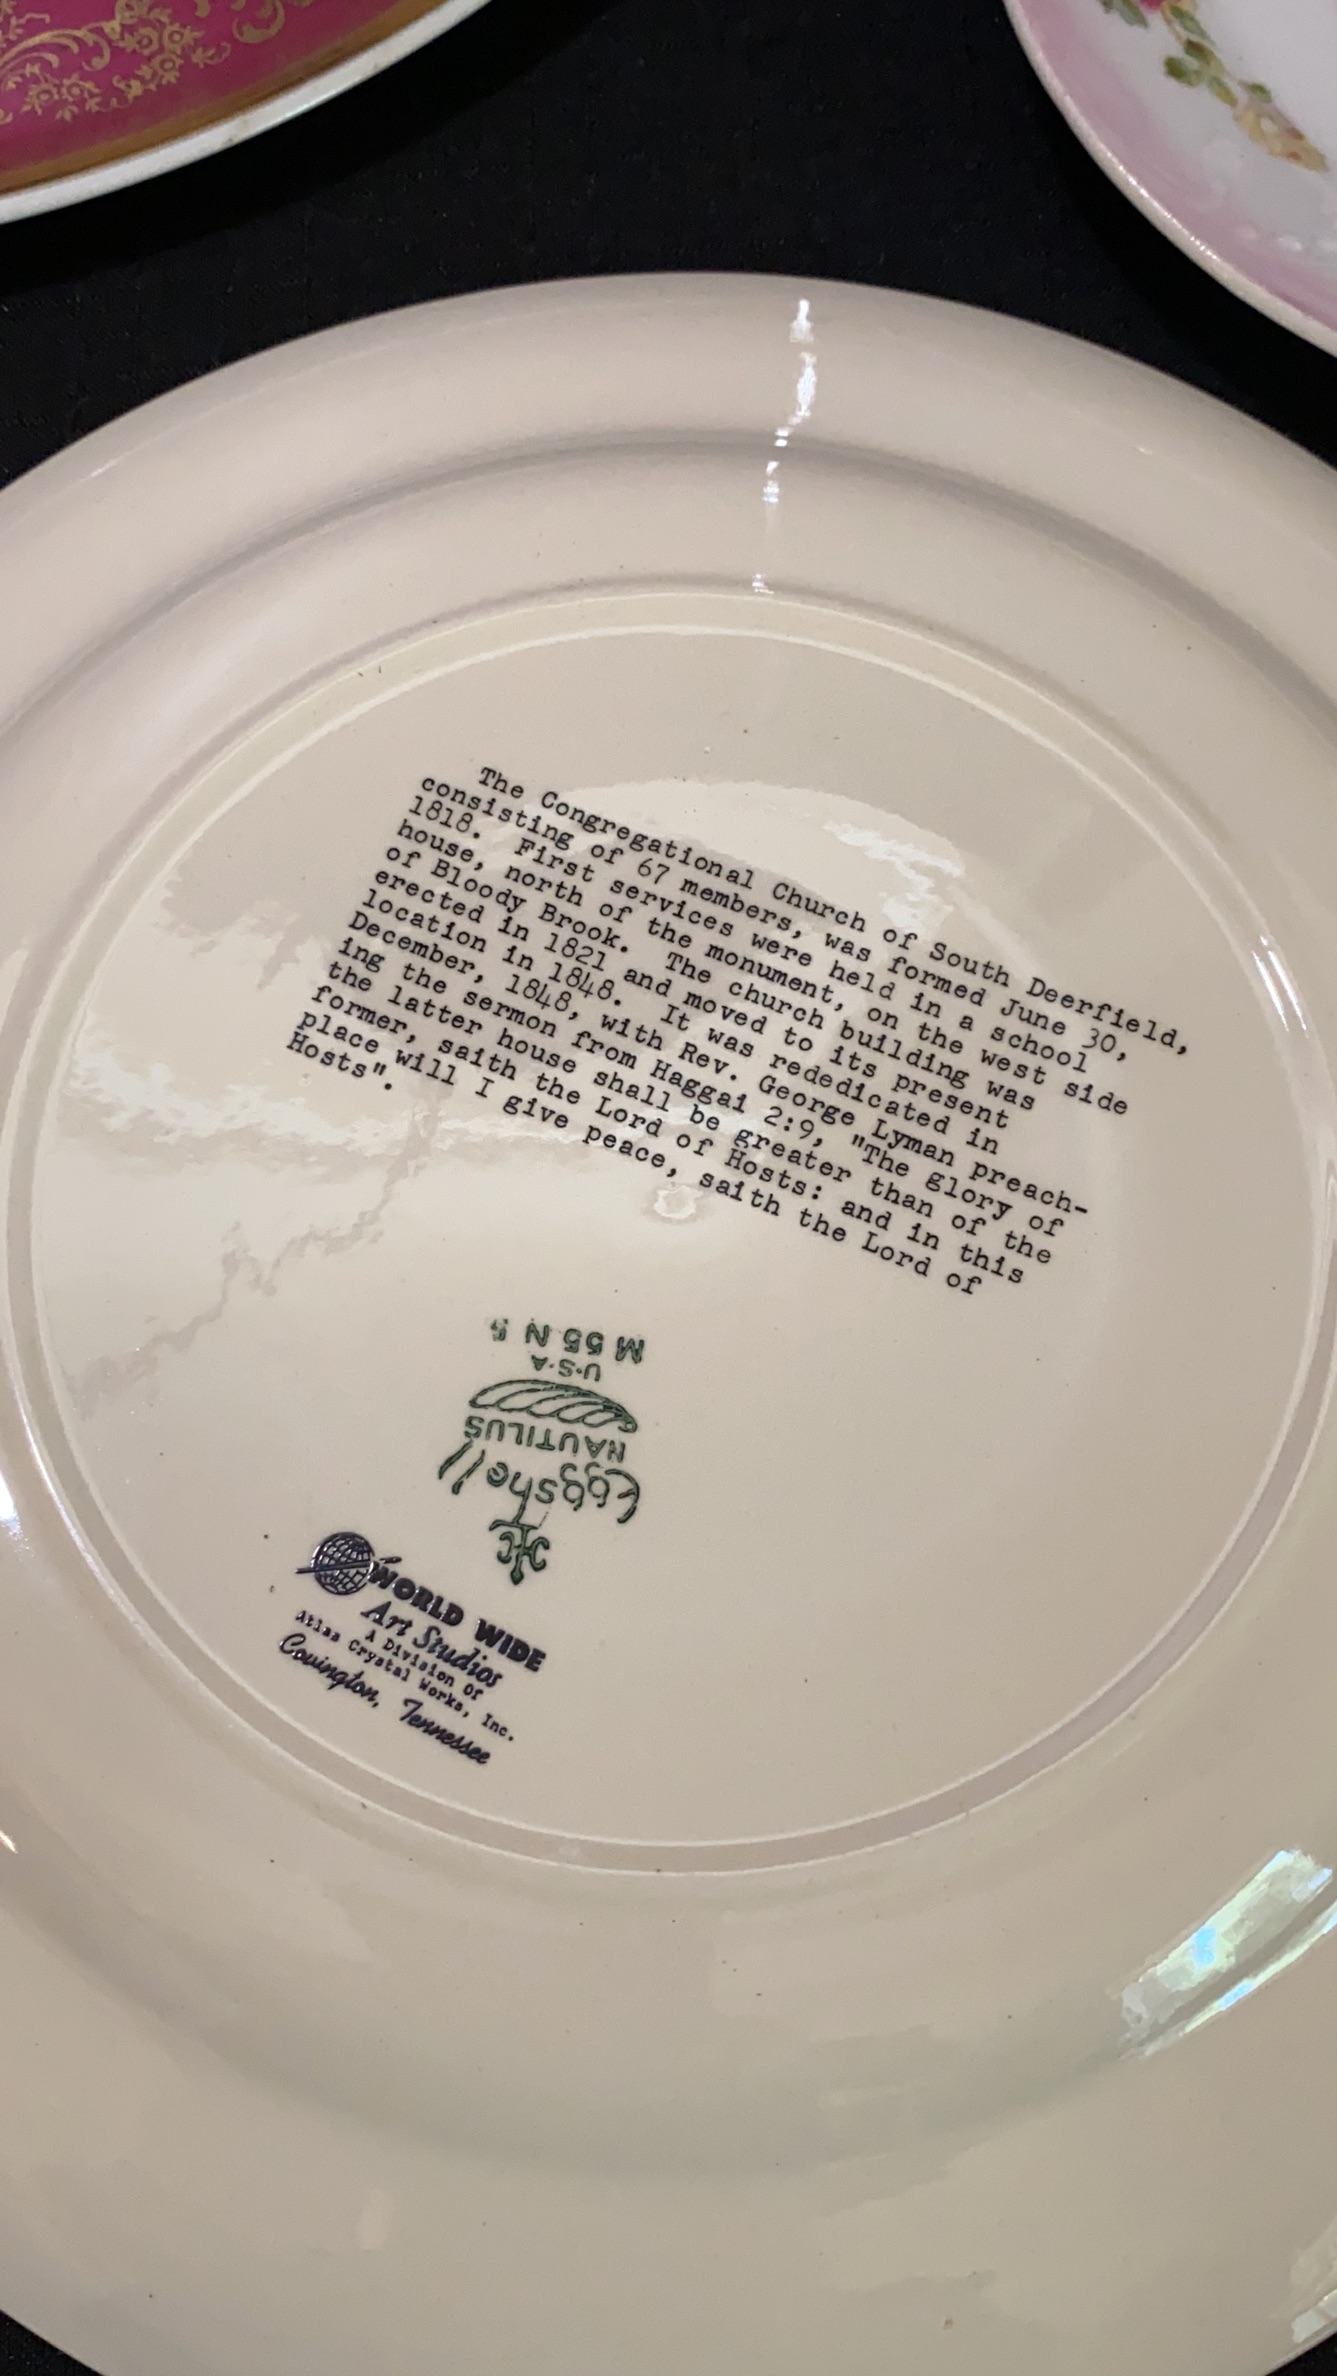 The Congregational Church of South Deerfield,
consisting of 67 members, was formed June 30,
1818.  First services were held in a school
house, north of the monument, on the west side
of Bloody Brook.  The church building was
erected in 1821 and moved to its present
location in 1848.  It was rededicated in
December, 1848, with Rev. George Lyman preach-
ing the sermon from Haggai 2:9, "The glory of
the latter house shall be greater than of the
former, saith the Lord of Hosts: and in this
place will I give peace, saith the Lord of
Hosts".
HLC
Eggshell
NAUTILUS
U·S·A
M 55 N 5
WORLD WIDE
Art Studios
A Division Of
Atlas Crystal Works, Inc.
Covington, Tennessee